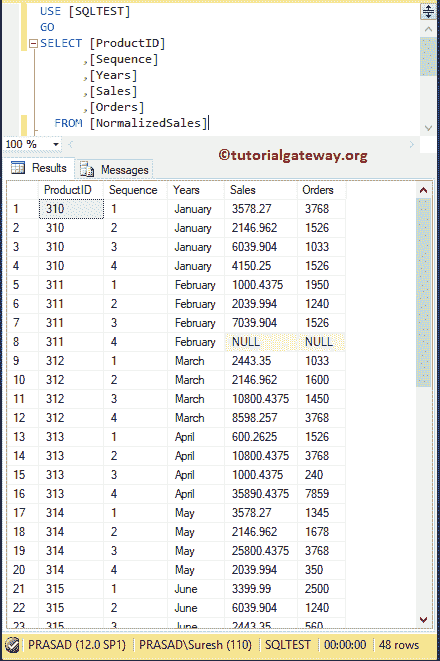 USE [SQLTEST]
GO
SELECT [ProductID]
,[Sequence]
,[Years]
,[Sales]
,[Orders]
FROM [NormalizedSales]
100 %
©tutorialgateway.org
Results Messages
ProductID Sequence Years Sales Orders
1 310 1 January 3578.27 3768
2 310 2 January 2146.962 1526
3 310 3 January 6039.904 1033
4 310 4 January 4150.25 1526
5 311 1 February 1000.4375 1950
6 311 2 February 2039.994 1240
7 311 3 February 7039.904 1526
8 311 4 February NULL NULL
9 312 1 March 2443.35 1033
10 312 2 March 2146.962 1600
11 312 3 March 10800.4375 1450
12 312 4 March 8598.257 3768
13 313 1 April 600.2625 1526
14 313 2 April 10800.4375 3768
15 313 3 April 1000.4375 240
16 313 4 April 35890.4375 7859
17 314 1 May 3578.27 1345
18 314 2 May 2146.962 1678
19 314 3 May 25800.4375 3768
20 314 4 May 2039.994 350
21 315 1 June 3399.99 2500
22 315 2 June 6039.904 1240
23 315 3 June 2443.35 560
PRASAD (12.0 SP1) PRASAD\Suresh (110) SQLTEST 00:00:00 48 rows